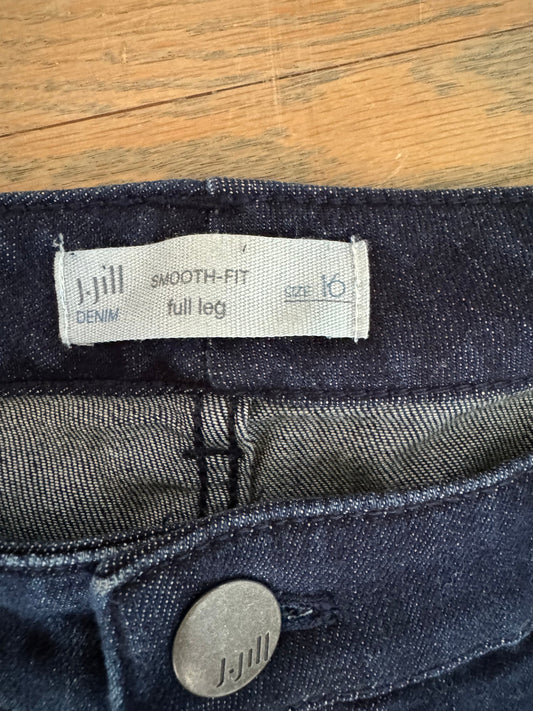 J.Jill
DENIM
SMOOTH-FIT
full leg
SIZE 16
J.Jill